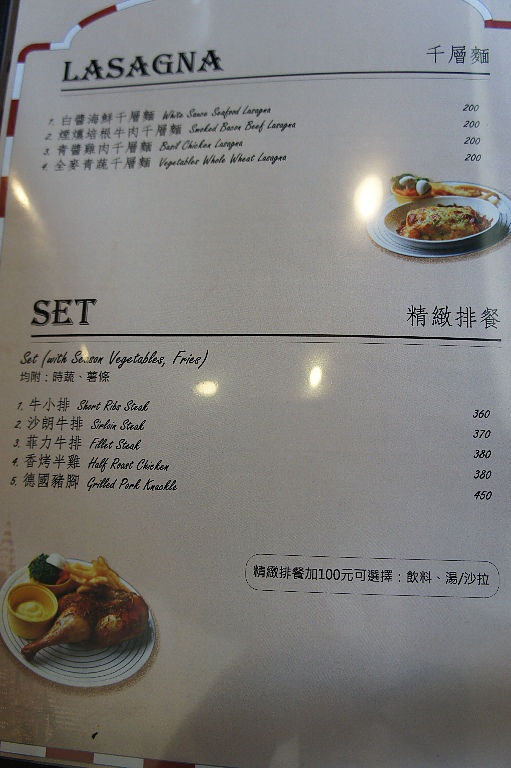 LASAGNA 千層麵
1. 白醬海鮮千層麵 White Sauce Seafood Lasagna 200
2. 煙燻培根牛肉千層麵 Smoked Bacon Beef Lasagna 200
3. 青醬雞肉千層麵 Basil Chicken Lasagna 200
4. 全麥青蔬千層麵 Vegetables Whole Wheat Lasagna 200
SET 精緻排餐
Set (with Season Vegetables, Fries)
均附：時蔬、薯條
1. 牛小排 Short Ribs Steak 360
2. 沙朗牛排 Sirloin Steak 370
3. 菲力牛排 Fillet Steak 380
4. 香烤半雞 Half Roast Chicken 380
5. 德國豬腳 Grilled Pork Knuckle 450
精緻排餐加100元可選擇：飲料、湯/沙拉